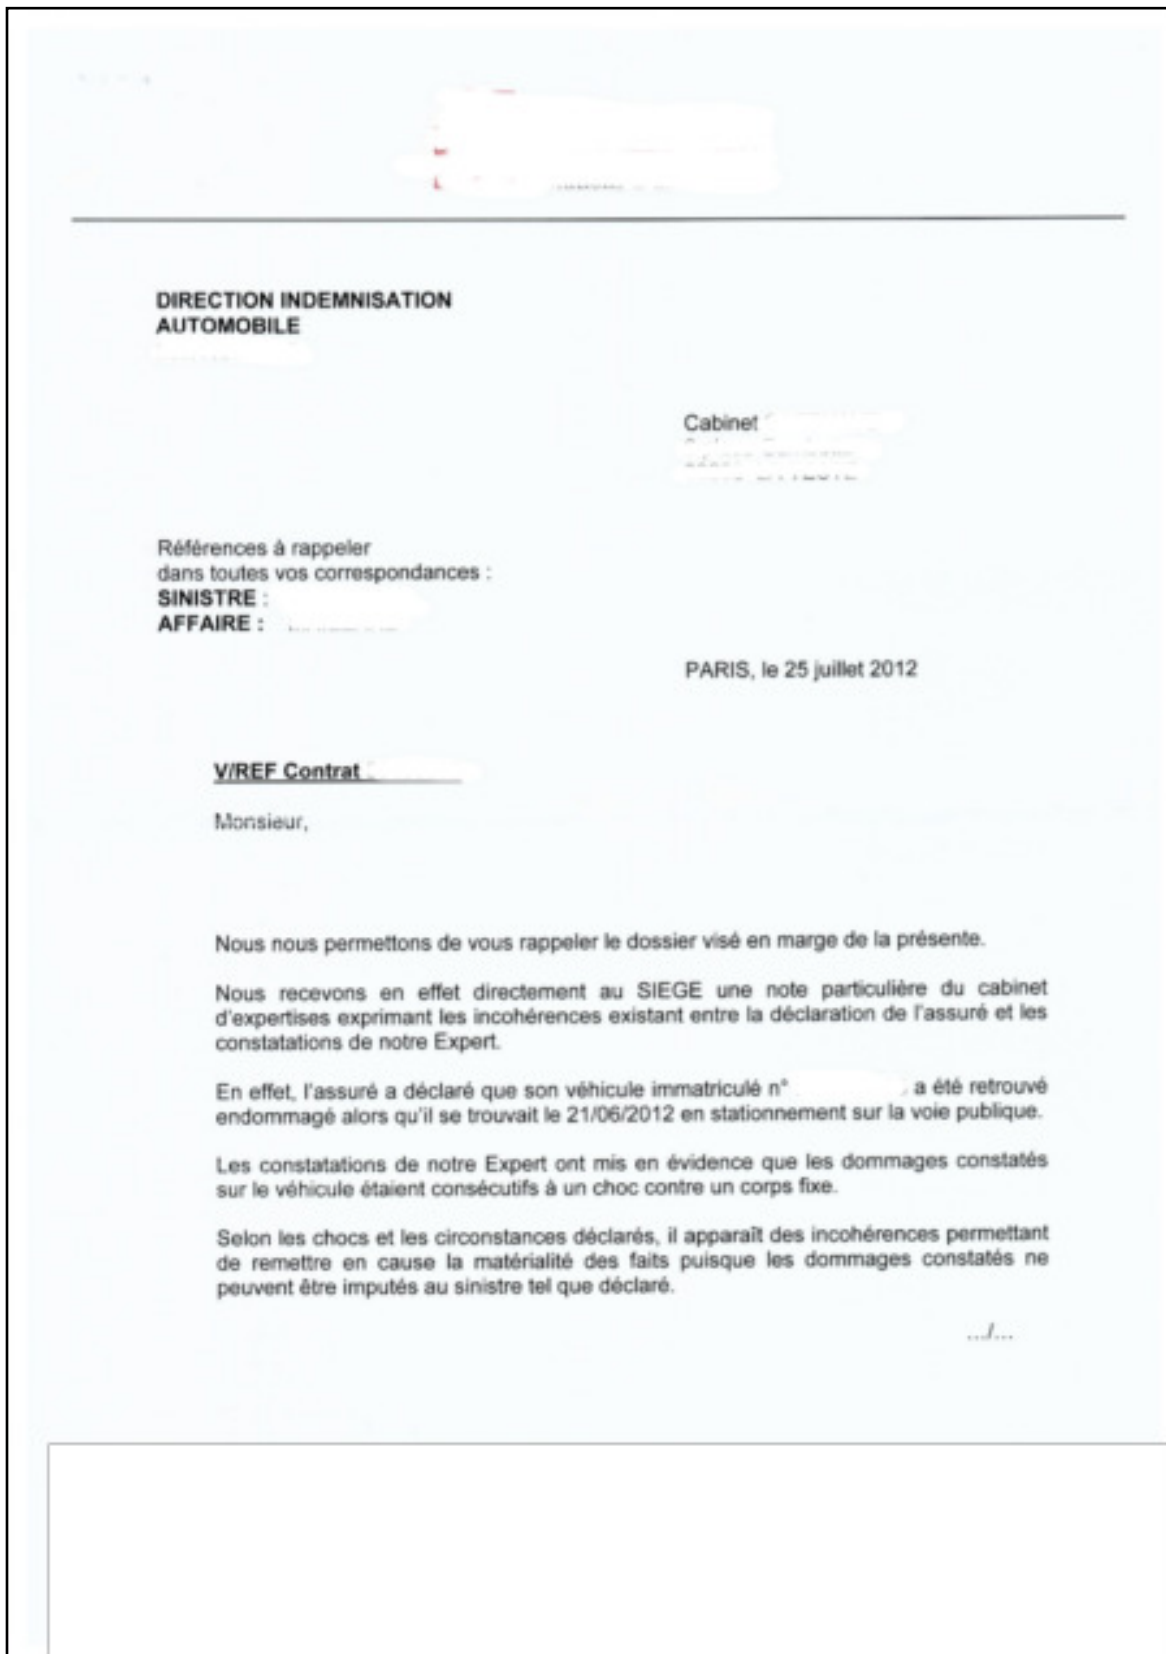 DIRECTION INDEMNISATION
AUTOMOBILE
Cabinet
Références à rappeler
dans toutes vos correspondances :
SINISTRE :
AFFAIRE :
PARIS, le 25 juillet 2012
V/REF Contrat
Monsieur,
Nous nous permettons de vous rappeler le dossier visé en marge de la présente.
Nous recevons en effet directement au SIEGE une note particulière du cabinet
d'expertises exprimant les incohérences existant entre la déclaration de l'assuré et les
constatations de notre Expert.
En effet, l'assuré a déclaré que son véhicule immatriculé n° a été retrouvé
endommagé alors qu'il se trouvait le 21/06/2012 en stationnement sur la voie publique.
Les constatations de notre Expert ont mis en évidence que les dommages constatés
sur le véhicule étaient consécutifs à un choc contre un corps fixe.
Selon les chocs et les circonstances déclarés, il apparaît des incohérences permettant
de remettre en cause la matérialité des faits puisque les dommages constatés ne
peuvent être imputés au sinistre tel que déclaré.
.../...